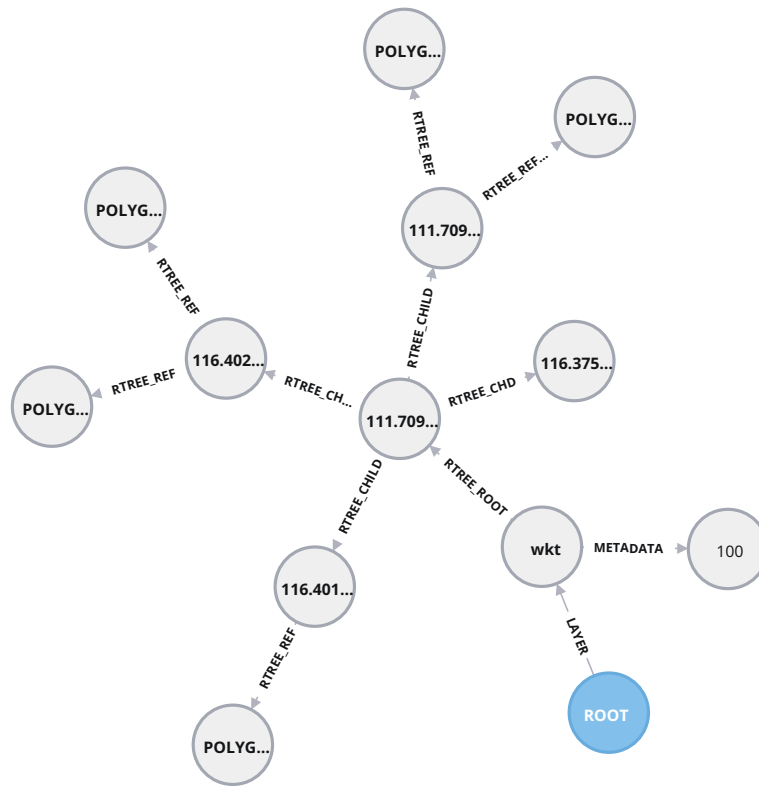 POLYG...
POLYG...
RTREE_REF
RTREE_REF...
POLYG...
111.709...
RTREE_REF
RTREE_CHILD
116.402...
116.375...
RTREE_REF
RTREE_CH...
RTREE_CHD
POLYG...
111.709...
RTREE_CHILD
RTREE_ROOT
wkt
METADATA
100
116.401...
RTREE_REF
LAYER
ROOT
POLYG...